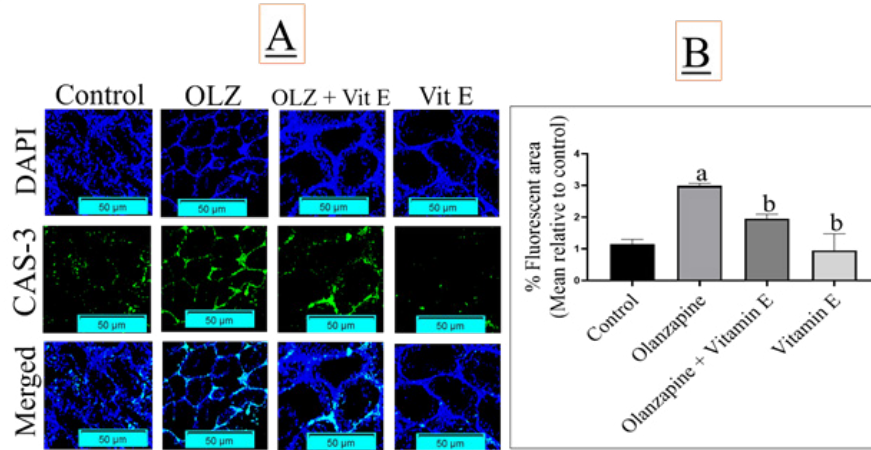 A
B
Control OLZ OLZ + Vit E Vit E
DAPI
50 µm 50 µm 50 µm 50 µm
CAS-3
50 µm 50 µm 50 µm 50 µm
Merged
50 µm 50 µm 50 µm 50 µm
% Fluorescent area
(Mean relative to control)
4
3
2
1
0
a
b
b
Control
Olanzapine
Olanzapine + Vitamin E
Vitamin E